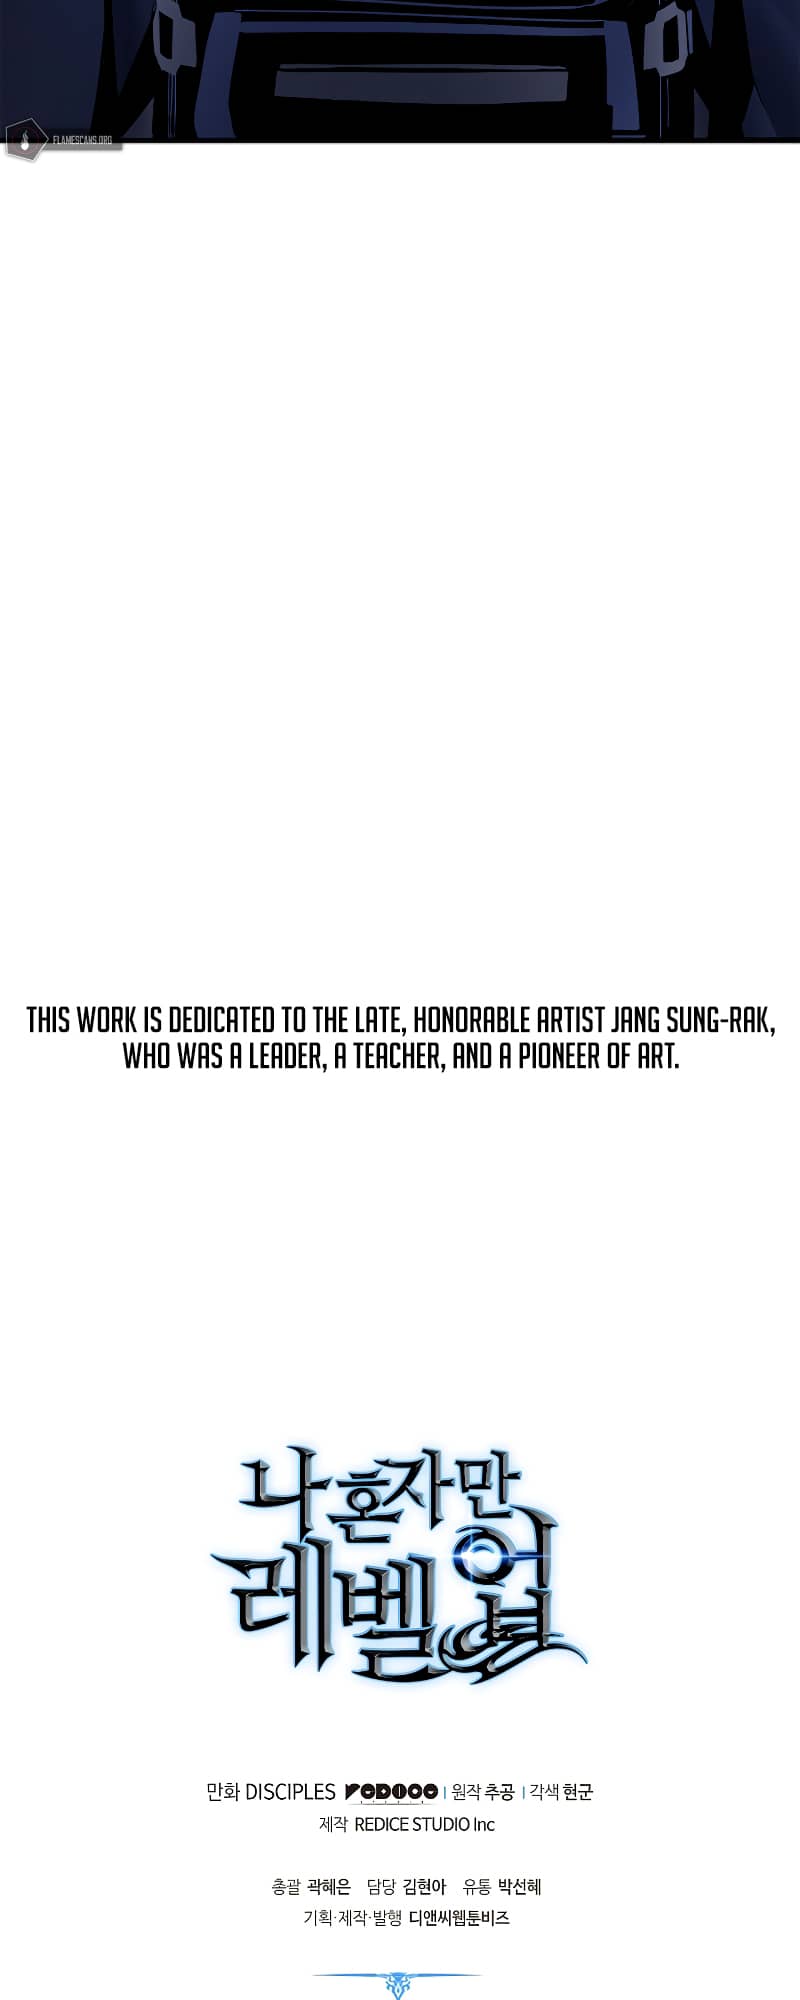 FLAMESCANS.ORG
THIS WORK IS DEDICATED TO THE LATE, HONORABLE ARTIST JANG SUNG-RAK,
WHO WAS A LEADER, A TEACHER, AND A PIONEER OF ART.
나 혼자만
레벨업
만화 DISCIPLES REDICE | 원작 추공 | 각색 현군
제작 REDICE STUDIO Inc
총괄 곽혜은 담당 김현아 유통 박선혜
기획·제작·발행 디앤씨웹툰비즈